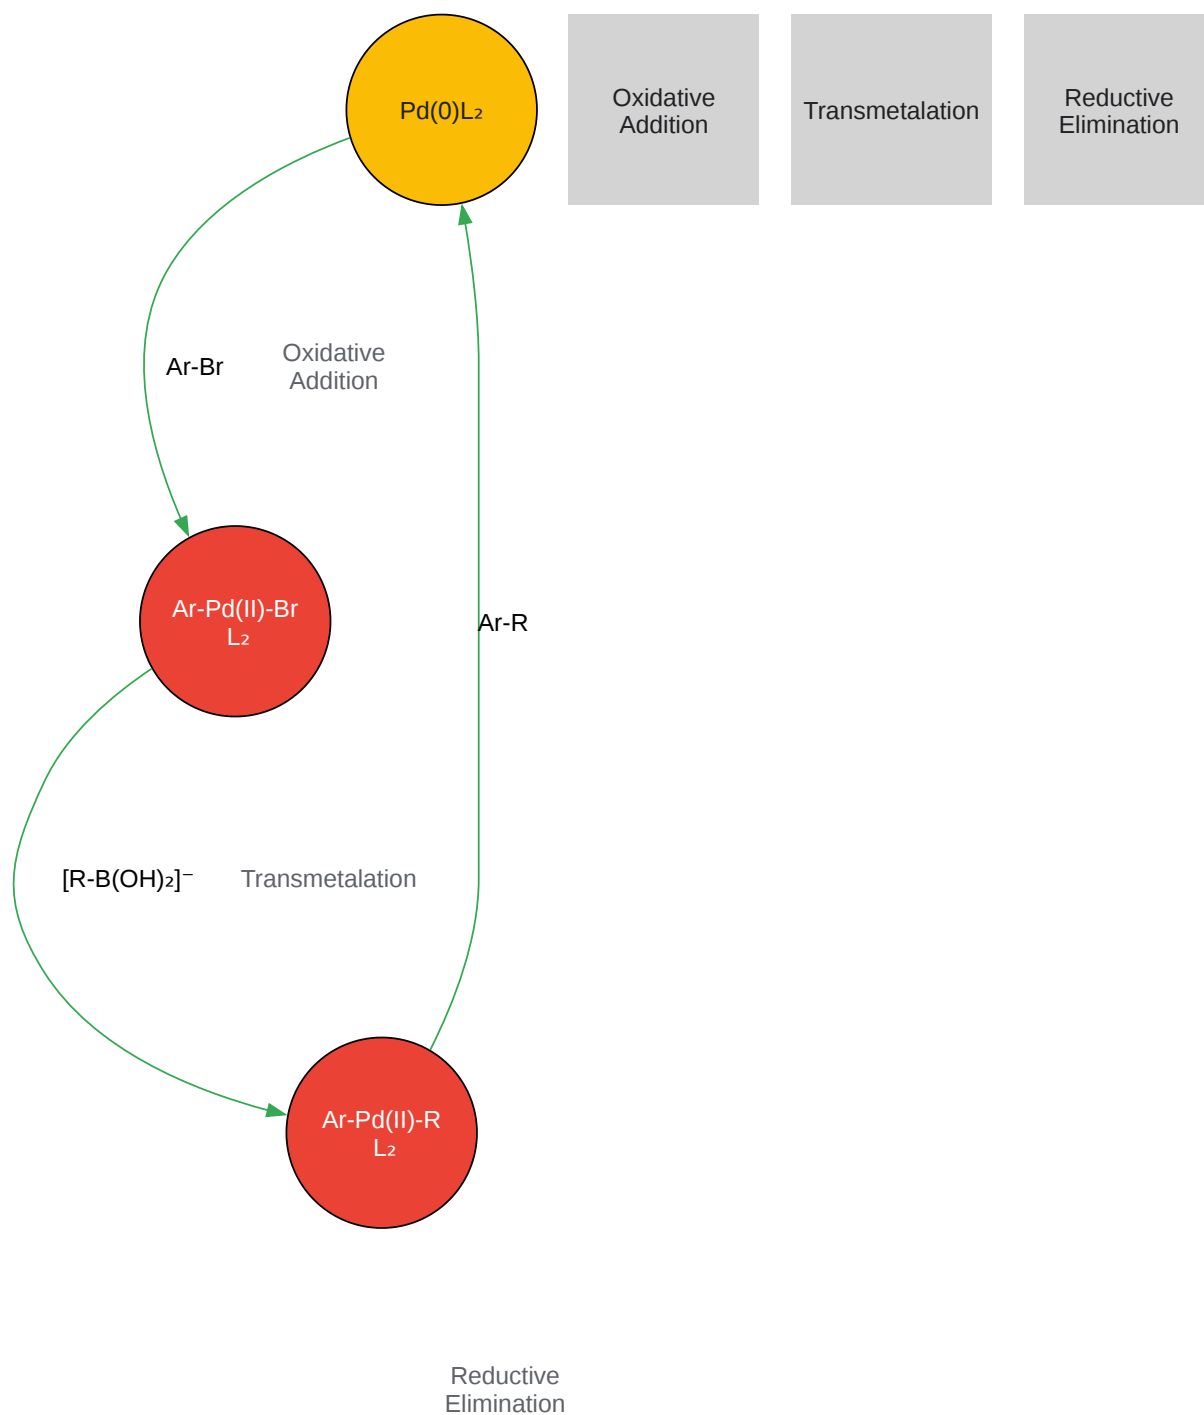 Pd(0)L₂
Oxidative
Addition
Transmetalation
Reductive
Elimination
Ar-Br
Oxidative
Addition
Ar-Pd(II)-Br
L₂
Ar-R
[R-B(OH)₂]⁻
Transmetalation
Ar-Pd(II)-R
L₂
Reductive
Elimination